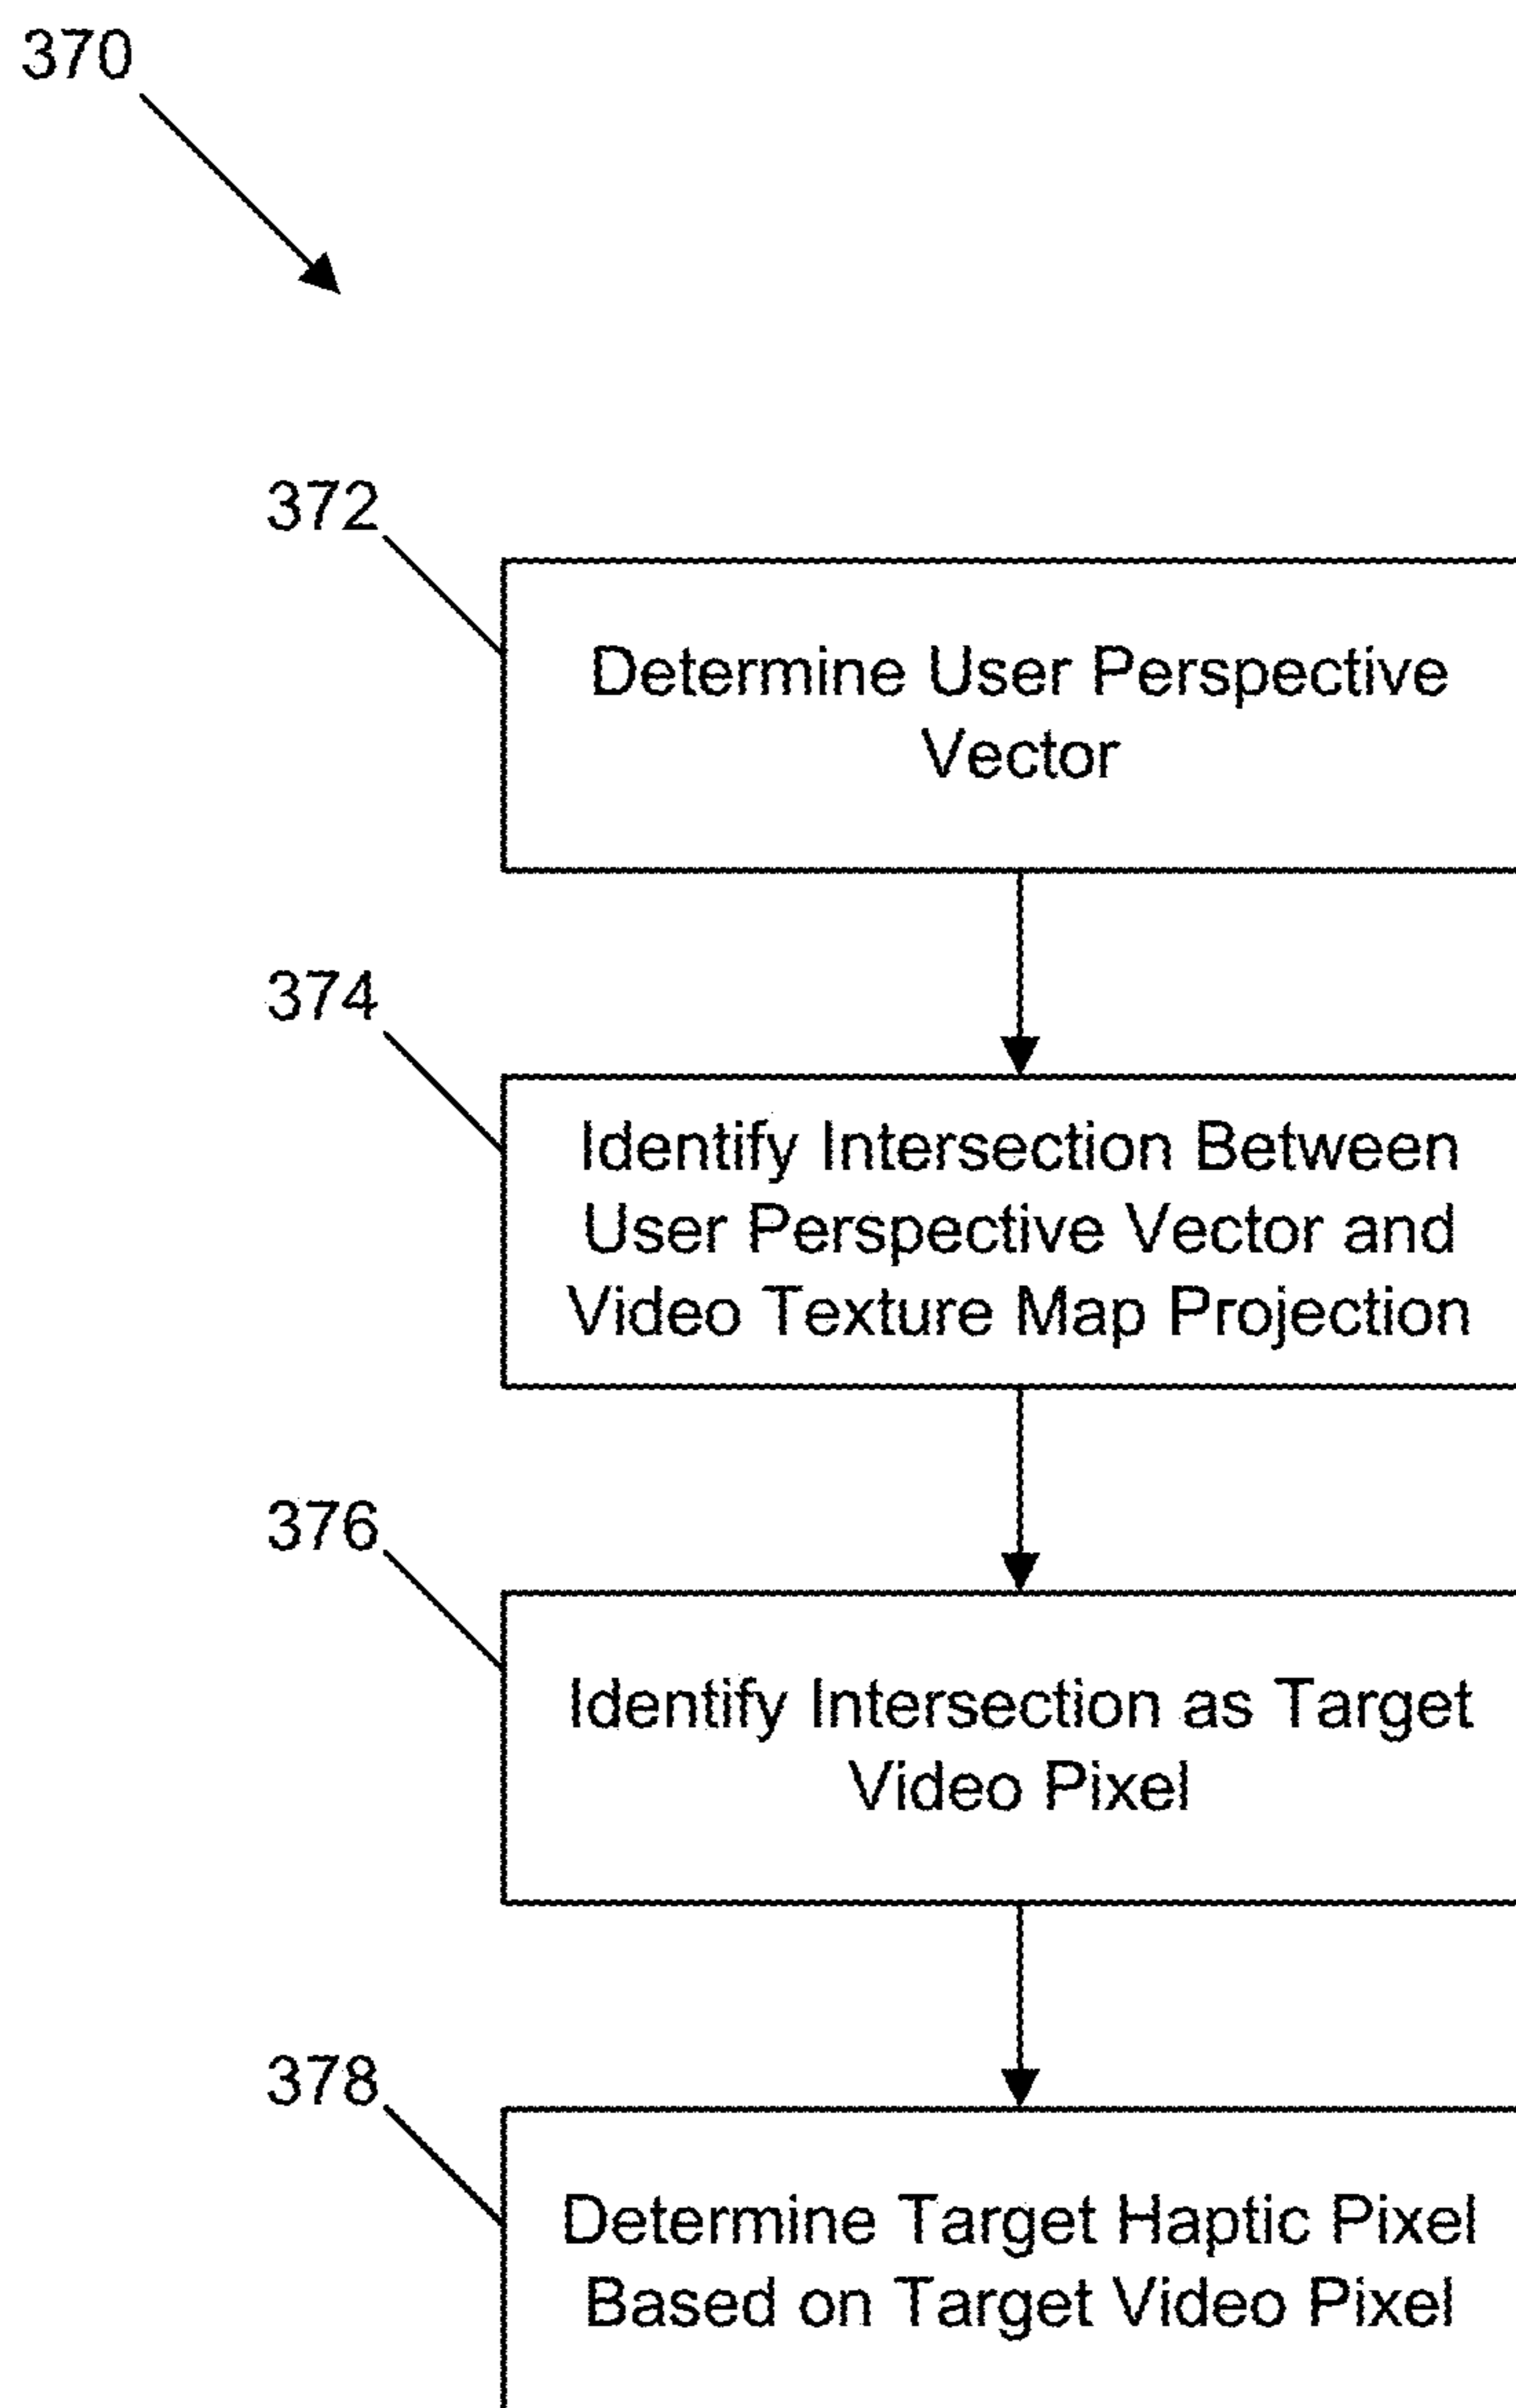 370
372
Determine User Perspective
Vector
374
Identify Intersection Between
User Perspective Vector and
Video Texture Map Projection
376
Identify Intersection as Target
Video Pixel
378
Determine Target Haptic Pixel
Based on Target Video Pixel